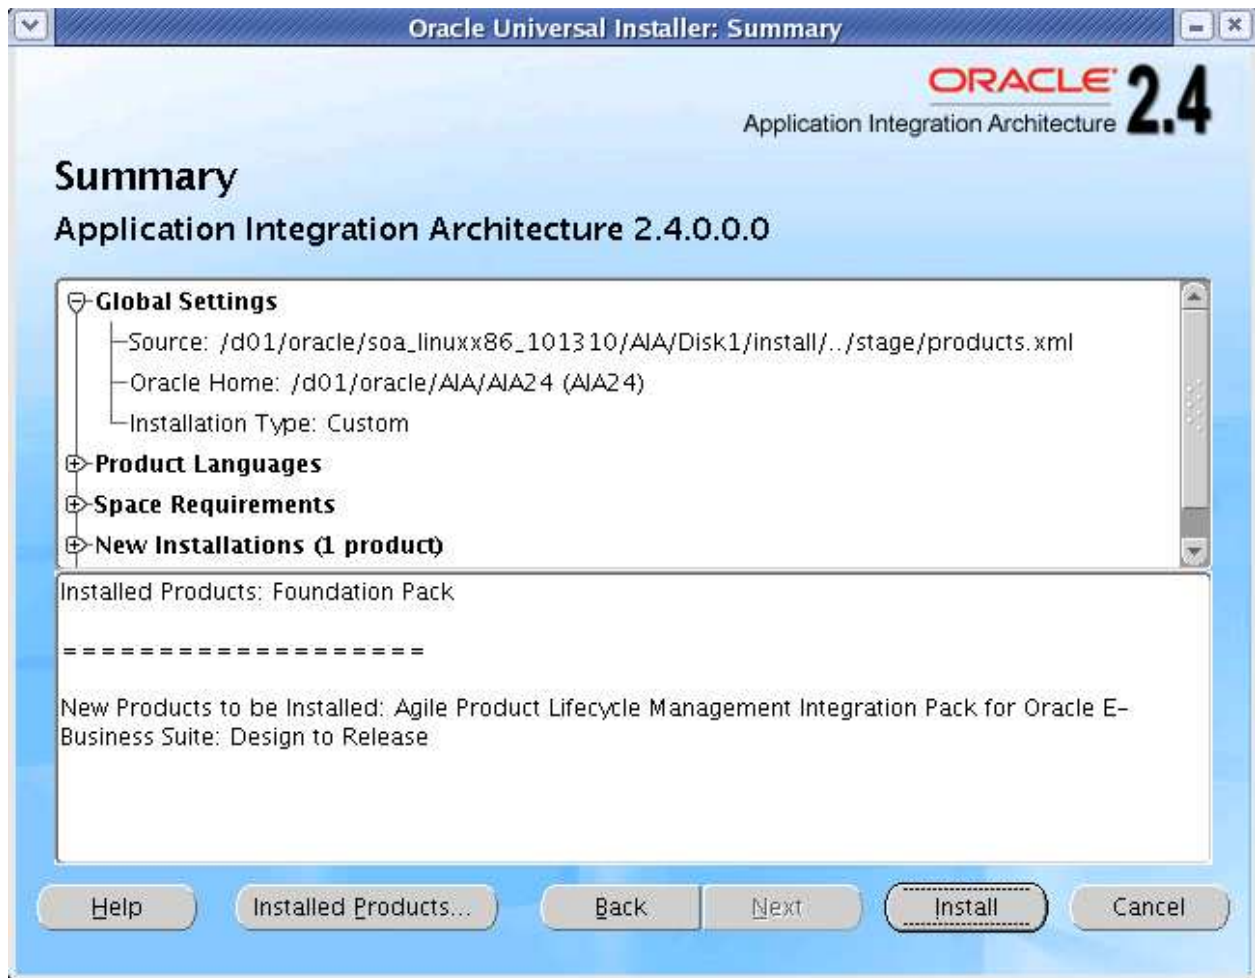 Oracle Universal Installer: Summary
ORACLE 2.4
Application Integration Architecture
Summary
Application Integration Architecture 2.4.0.0.0
Global Settings
Source: /d01/oracle/soa_linuxx86_101310/AIA/Disk1/install/../stage/products.xml
Oracle Home: /d01/oracle/AIA/AIA24 (AIA24)
Installation Type: Custom
Product Languages
Space Requirements
New Installations (1 product)
Installed Products: Foundation Pack
===================
New Products to be Installed: Agile Product Lifecycle Management Integration Pack for Oracle E-
Business Suite: Design to Release
Help Installed Products... Back Next Install Cancel